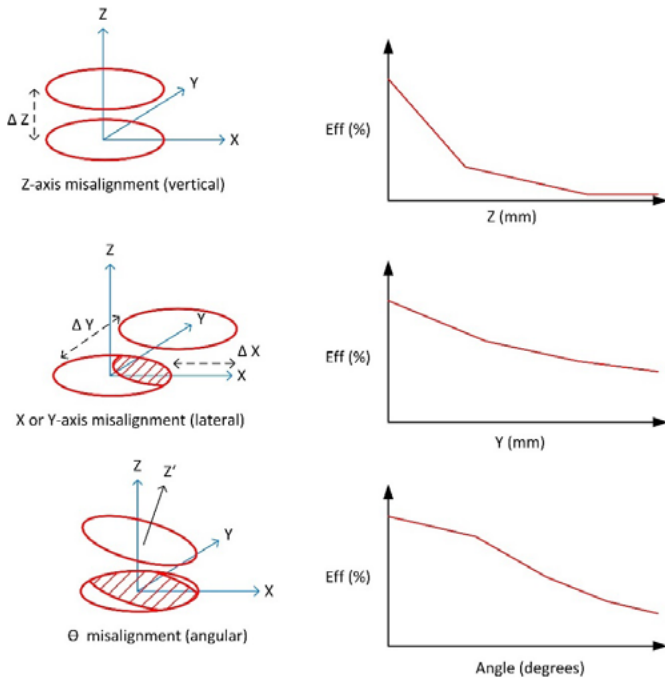 Z
Y
Δ Z
X
Z-axis misalignment (vertical)
Eff (%)
Z (mm)
Z
Δ Y
Y
Δ X
X
X or Y-axis misalignment (lateral)
Eff (%)
Y (mm)
Z
Z′
Y
X
Θ misalignment (angular)
Eff (%)
Angle (degrees)